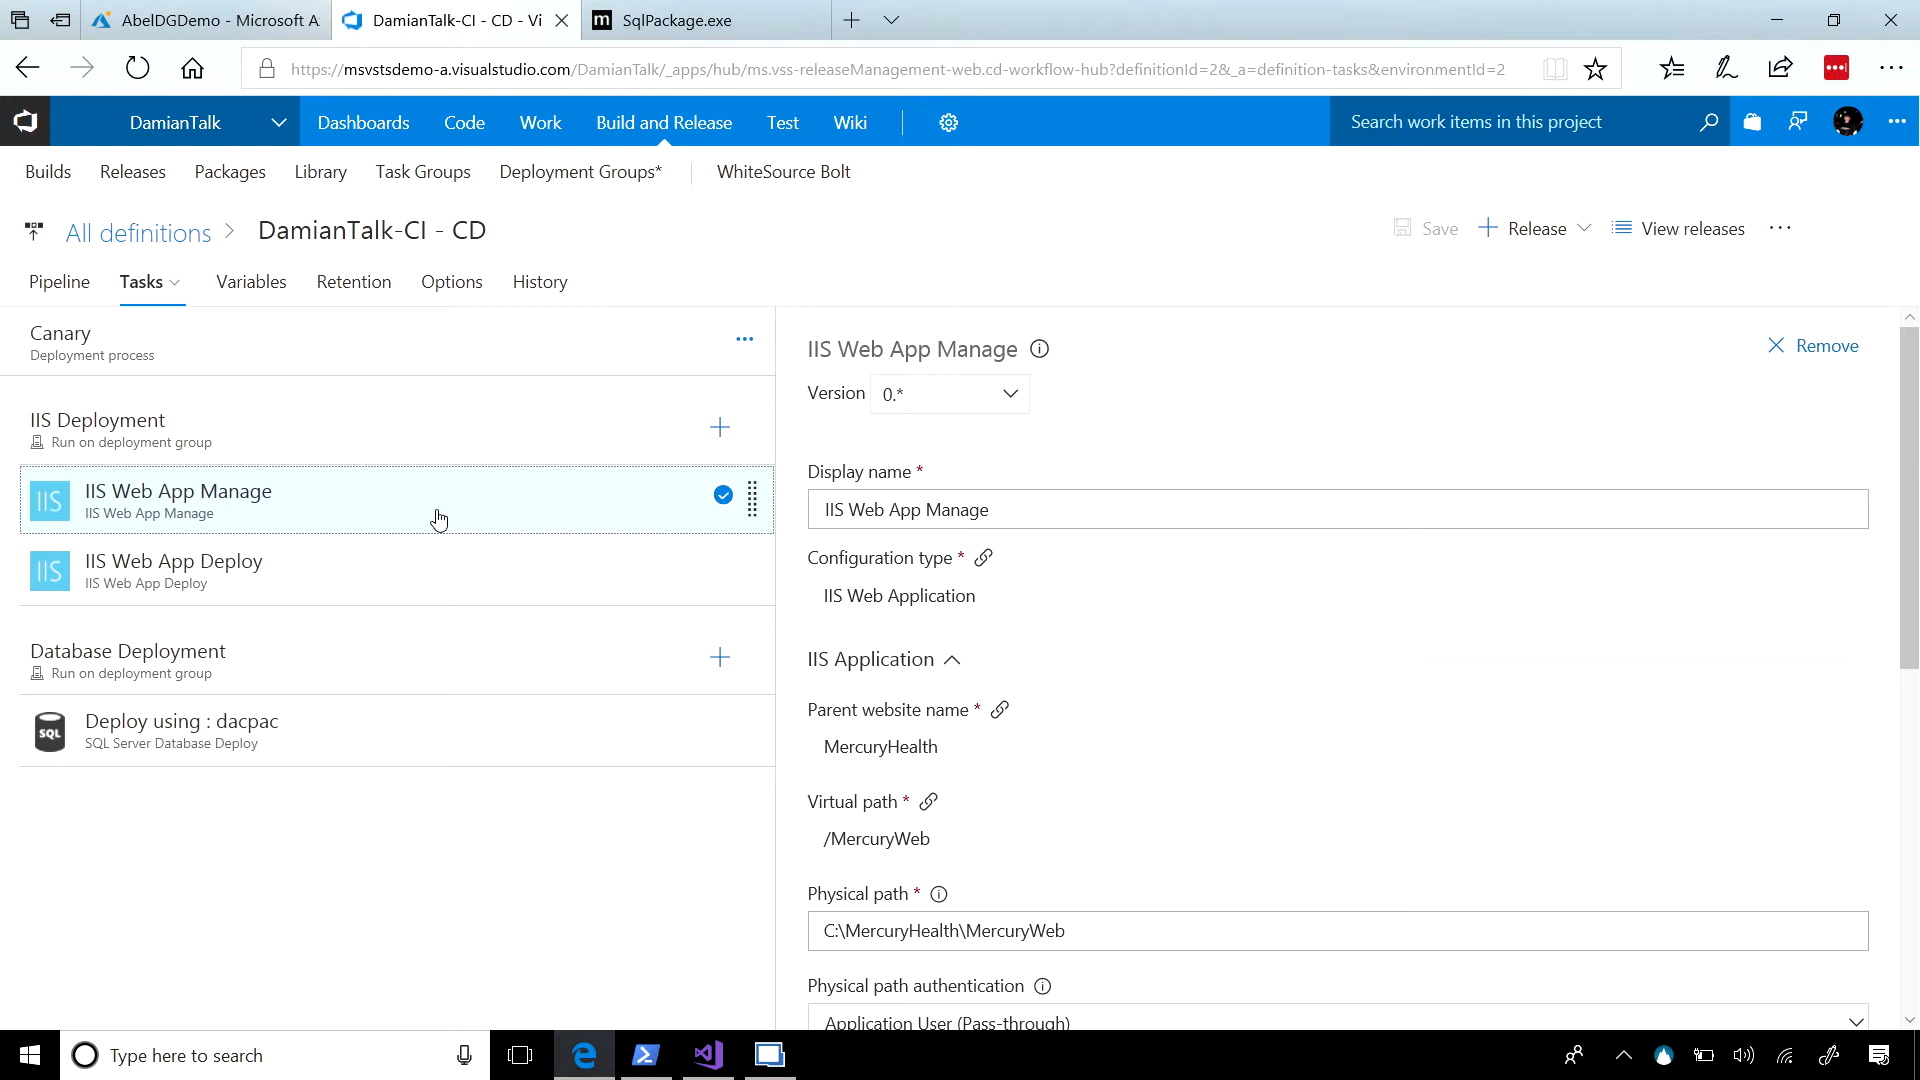 AbelDGDemo - Microsoft A
DamianTalk-CI - CD - Vi
m
SqlPackage.exe
https://msvstsdemo-a.visualstudio.com/DamianTalk/_apps/hub/ms.vss-releaseManagement-web.cd-workflow-hub?definitionId=2&_a=definition-tasks&environmentId=2
DamianTalk
Dashboards
Code
Work
Build and Release
Test
Wiki
Search work items in this project
Builds
Releases
Packages
Library
Task Groups
Deployment Groups*
WhiteSource Bolt
All definitions > DamianTalk-CI - CD
Save
Release
View releases
Pipeline
Tasks
Variables
Retention
Options
History
Canary
Deployment process
IIS Deployment
Run on deployment group
IIS
IIS Web App Manage
IIS Web App Manage
IIS
IIS Web App Deploy
IIS Web App Deploy
Database Deployment
Run on deployment group
SQL
Deploy using : dacpac
SQL Server Database Deploy
IIS Web App Manage
Remove
Version
0.*
Display name *
IIS Web App Manage
Configuration type *
IIS Web Application
IIS Application
Parent website name *
MercuryHealth
Virtual path *
/MercuryWeb
Physical path *
C:\MercuryHealth\MercuryWeb
Physical path authentication
Application User (Pass-through)
Type here to search